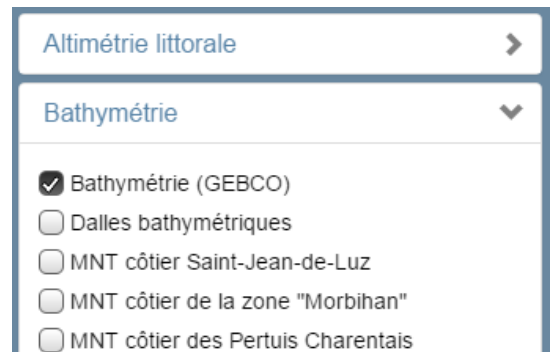 Altimétrie littorale
Bathymétrie
Bathymétrie (GEBCO)
Dalles bathymétriques
MNT côtier Saint-Jean-de-Luz
MNT côtier de la zone "Morbihan"
MNT côtier des Pertuis Charentais